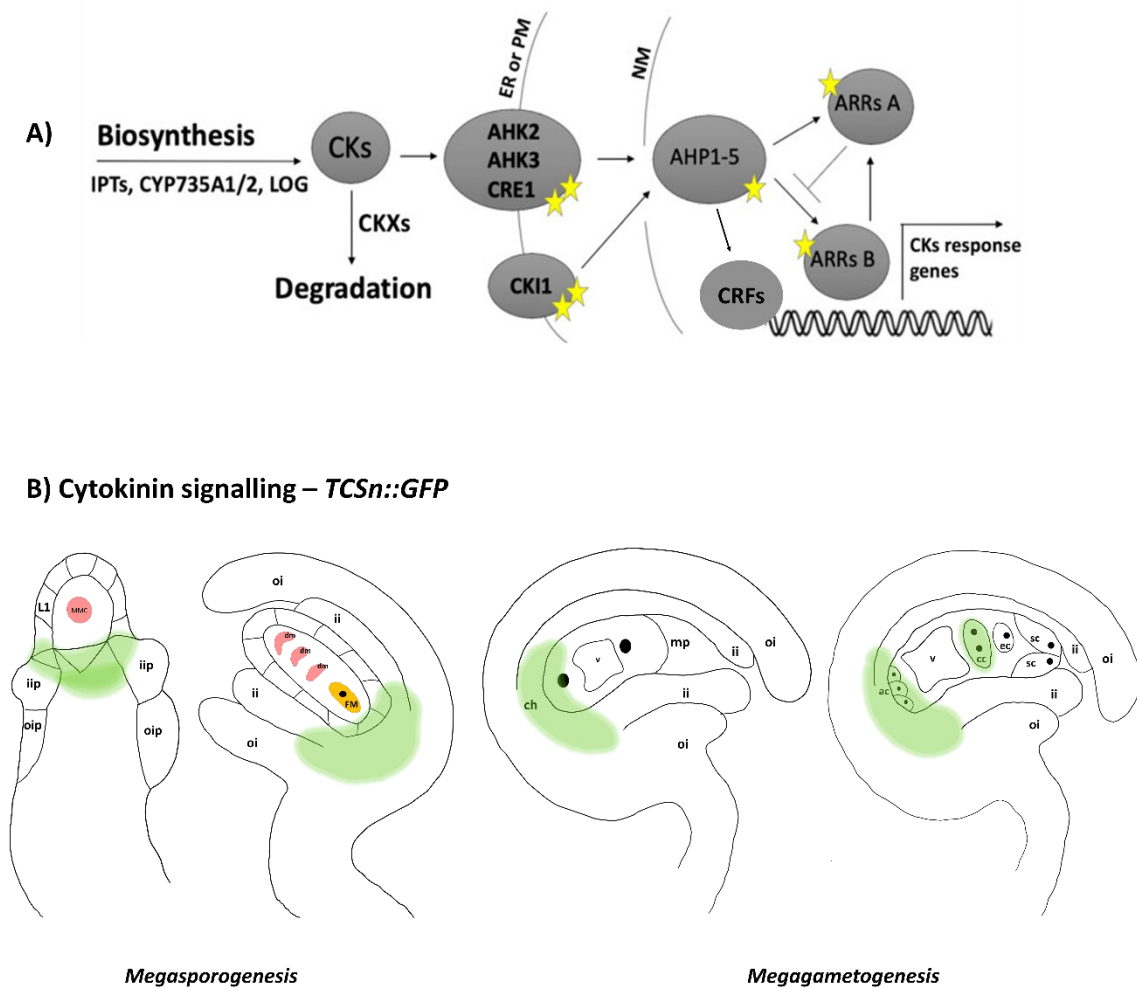 A)
Biosynthesis
IPTs, CYP735A1/2, LOG
CKs
CKXs
Degradation
ER or PM
AHK2
AHK3
CRE1
CKI1
NM
AHP1-5
CRFs
ARRs A
ARRs B
CKs response
genes
B) Cytokinin signalling – TCSn::GFP
L1
MMC
iip
iip
oip
oip
oi
ii
dm
dm
dm
FM
ii
oi
v
mp
ii
oi
ch
ii
oi
v
cc
ec
sc
sc
ii
oi
ac
ii
oi
Megasporogenesis
Megagametogenesis